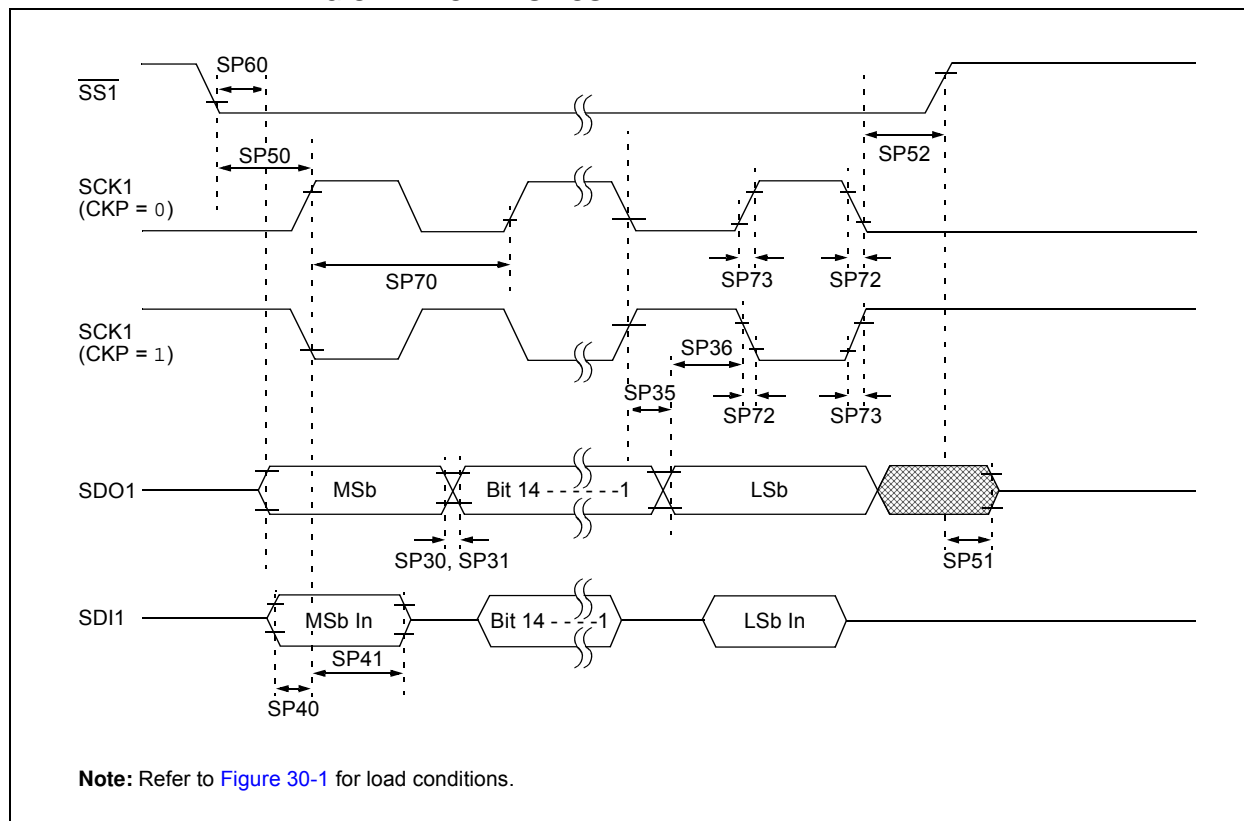 SP60
SS1
SP50
SP52
SCK1
(CKP = 0)
SP70
SP73
SP72
SCK1
(CKP = 1)
SP36
SP35
SP72
SP73
SDO1
MSb
Bit 14 - - - - - -1
LSb
SP30, SP31
SP51
SDI1
MSb In
Bit 14 - - - -1
LSb In
SP41
SP40
Note: Refer to Figure 30-1 for load conditions.